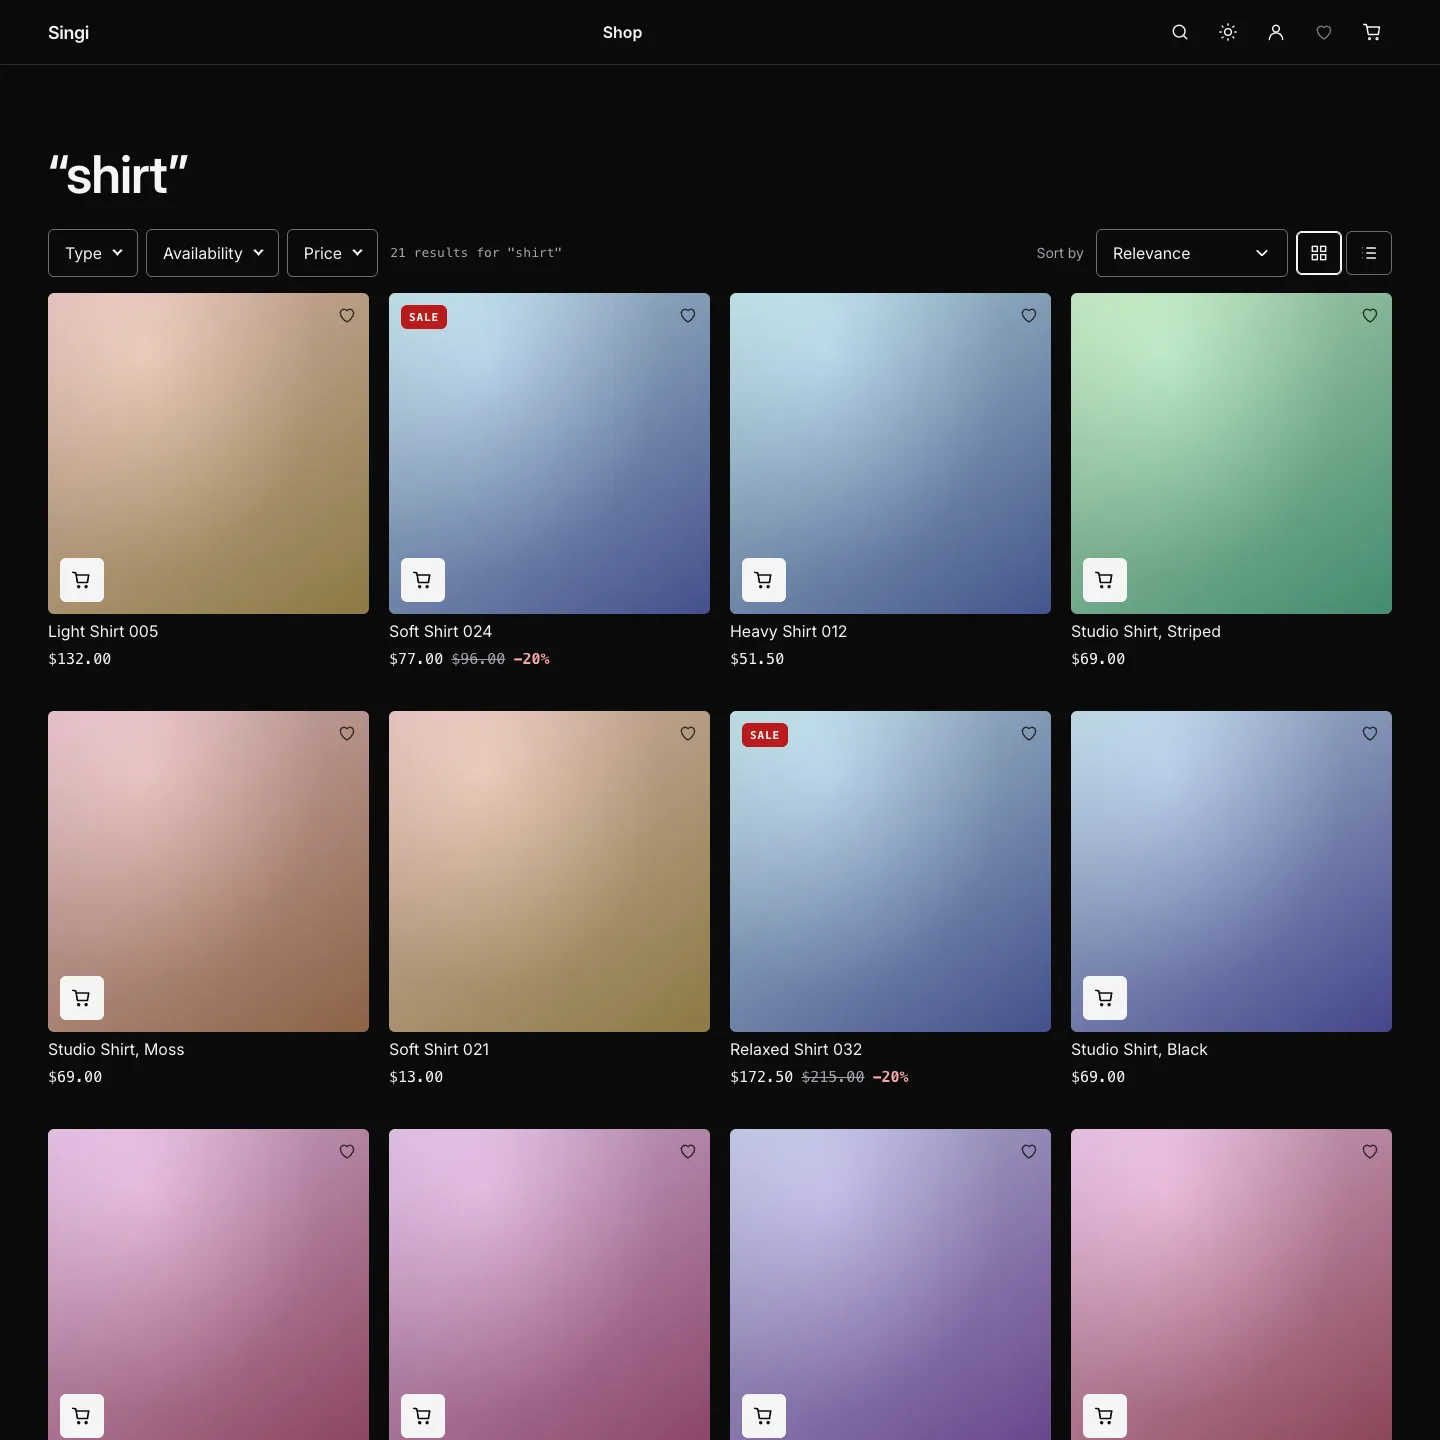 Singi
Shop
“shirt”
Type
Availability
Price
21 results for "shirt"
Sort by
Relevance
SALE
Light Shirt 005
$132.00
Soft Shirt 024
$77.00 $96.00 −20%
Heavy Shirt 012
$51.50
Studio Shirt, Striped
$69.00
SALE
Studio Shirt, Moss
$69.00
Soft Shirt 021
$13.00
Relaxed Shirt 032
$172.50 $215.00 −20%
Studio Shirt, Black
$69.00